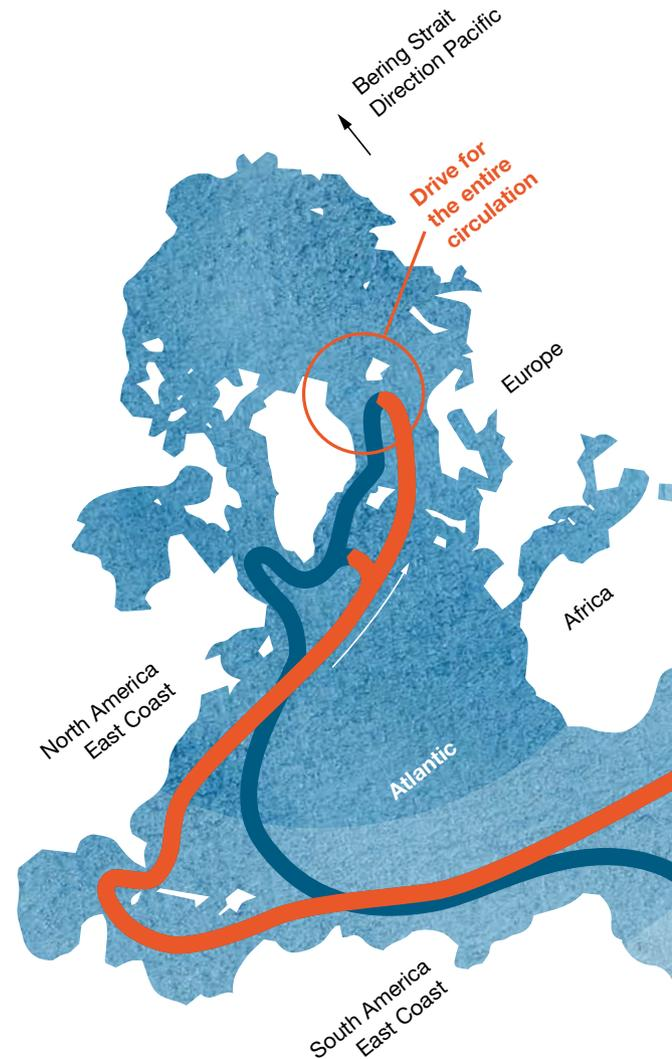 Bering Strait
Direction Pacific
Drive for
the entire
circulation
Europe
Africa
North America
East Coast
Atlantic
South America
East Coast